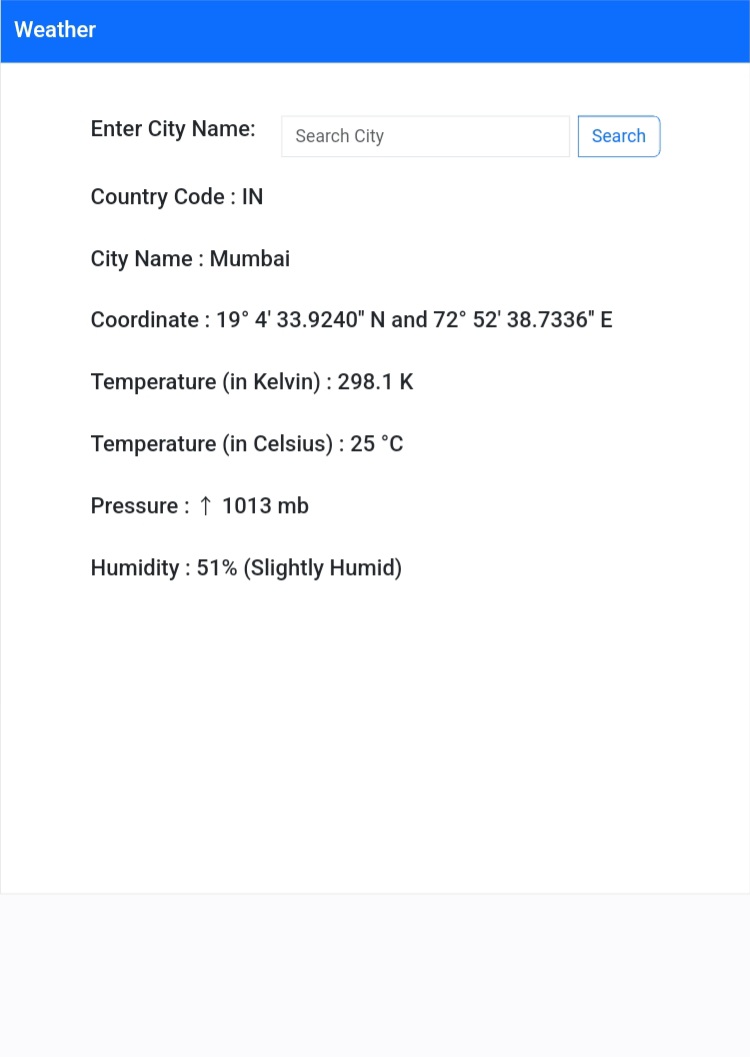 Weather
Enter City Name: Search City Search
Country Code : IN
City Name : Mumbai
Coordinate : 19° 4' 33.9240" N and 72° 52' 38.7336" E
Temperature (in Kelvin) : 298.1 K
Temperature (in Celsius) : 25 °C
Pressure : ↑ 1013 mb
Humidity : 51% (Slightly Humid)